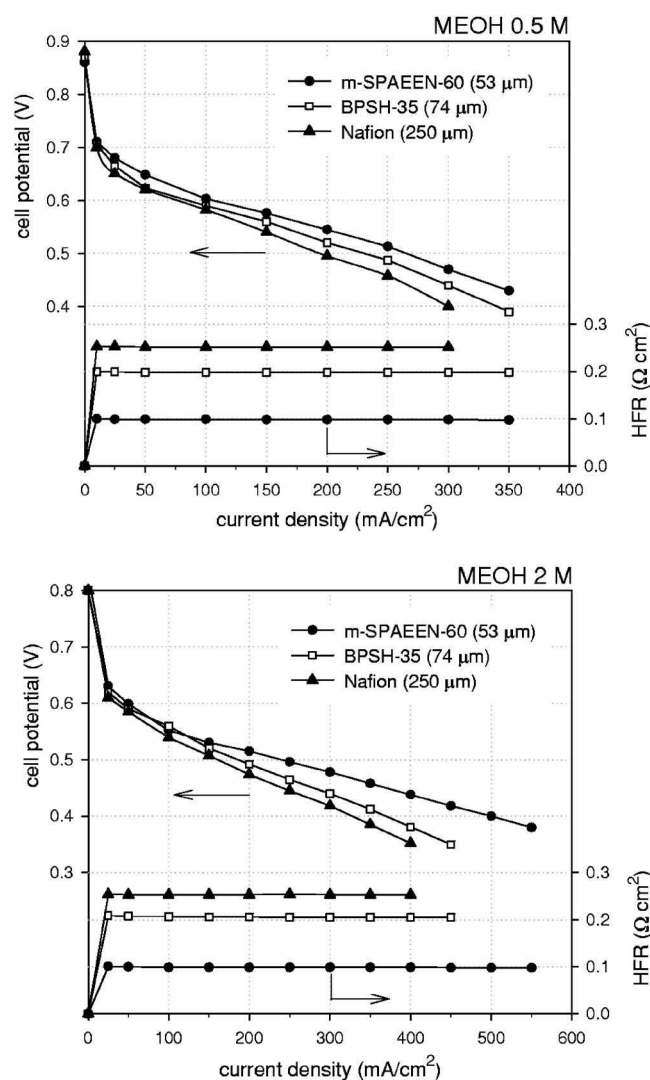 MEOH 0.5 M
0.9
0.8
0.7
0.6
0.5
0.4
cell potential (V)
m-SPAEEN-60 (53 μm)
BPSH-35 (74 μm)
Nafion (250 μm)
0.3
0.2
0.1
0.0
HFR (Ω cm²)
0 50 100 150 200 250 300 350 400
current density (mA/cm²)
MEOH 2 M
0.8
0.7
0.6
0.5
0.4
0.3
cell potential (V)
m-SPAEEN-60 (53 μm)
BPSH-35 (74 μm)
Nafion (250 μm)
0.3
0.2
0.1
0.0
HFR (Ω cm²)
0 100 200 300 400 500 600
current density (mA/cm²)